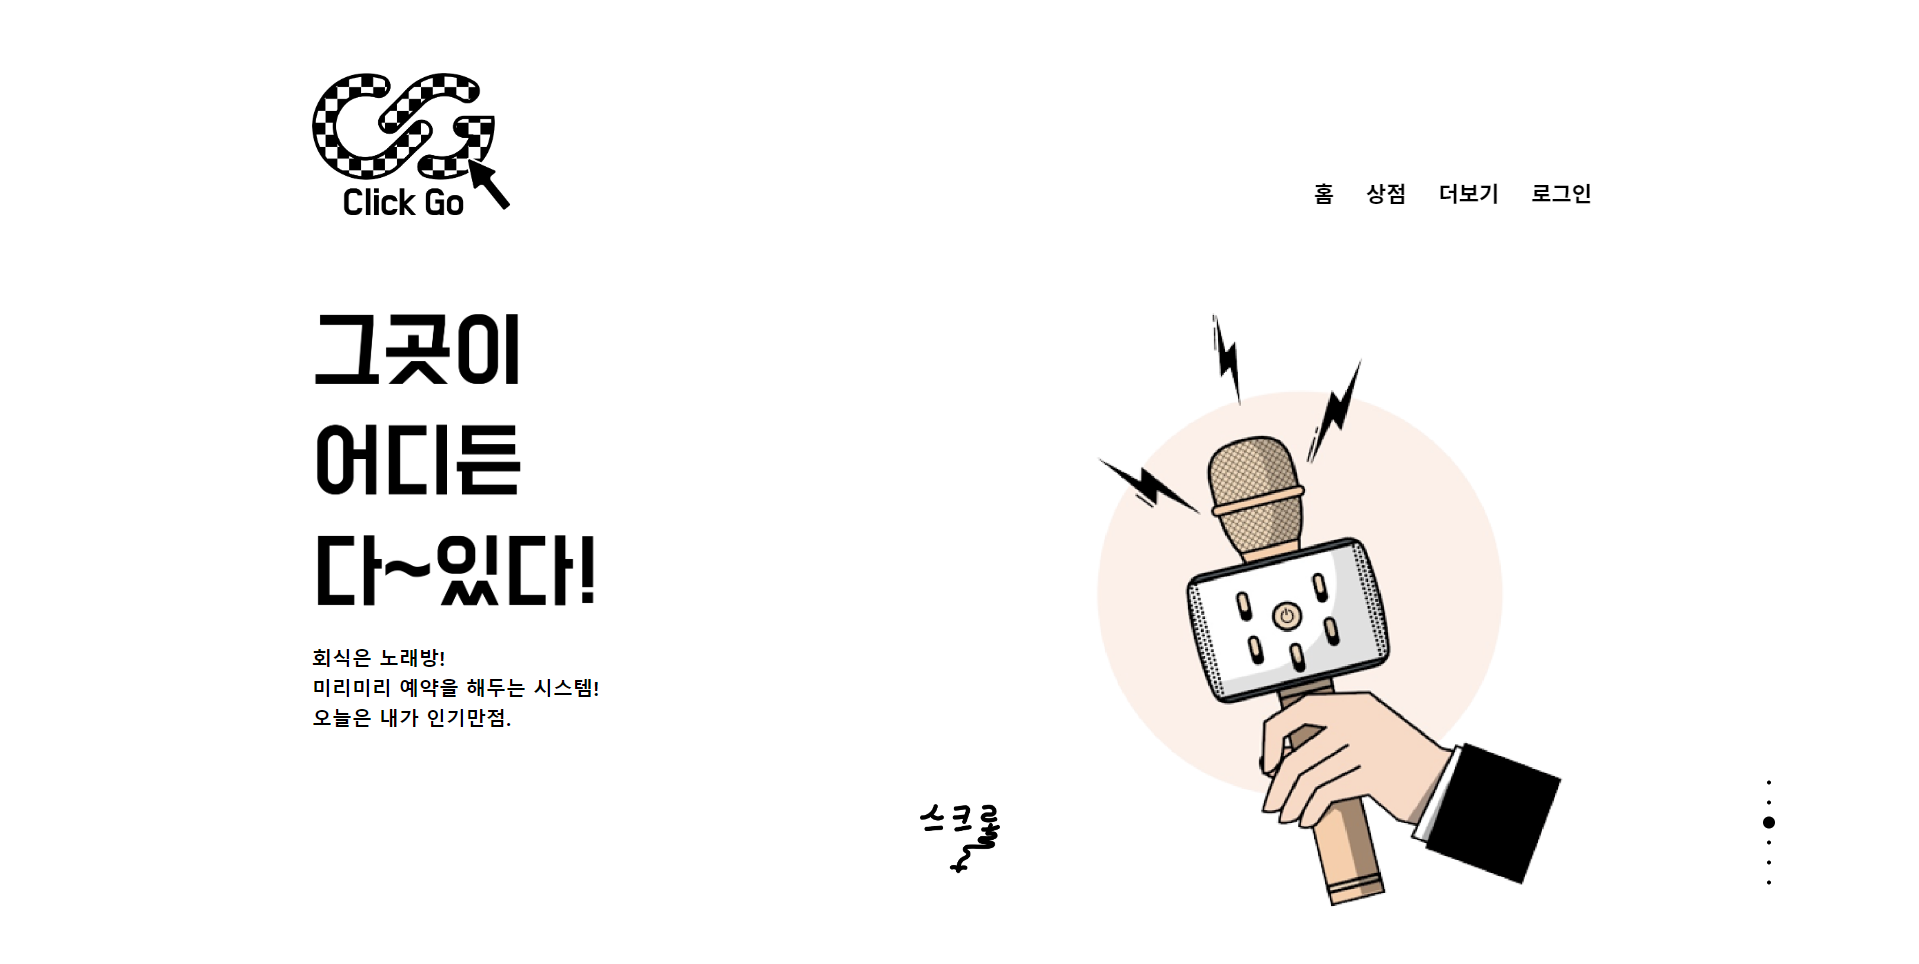 CG
Click Go
홈 상점 더보기 로그인
그곳이
어디든
다~있다!
회식은 노래방!
미리미리 예약을 해두는 시스템!
오늘은 내가 인기만점.
스크롤